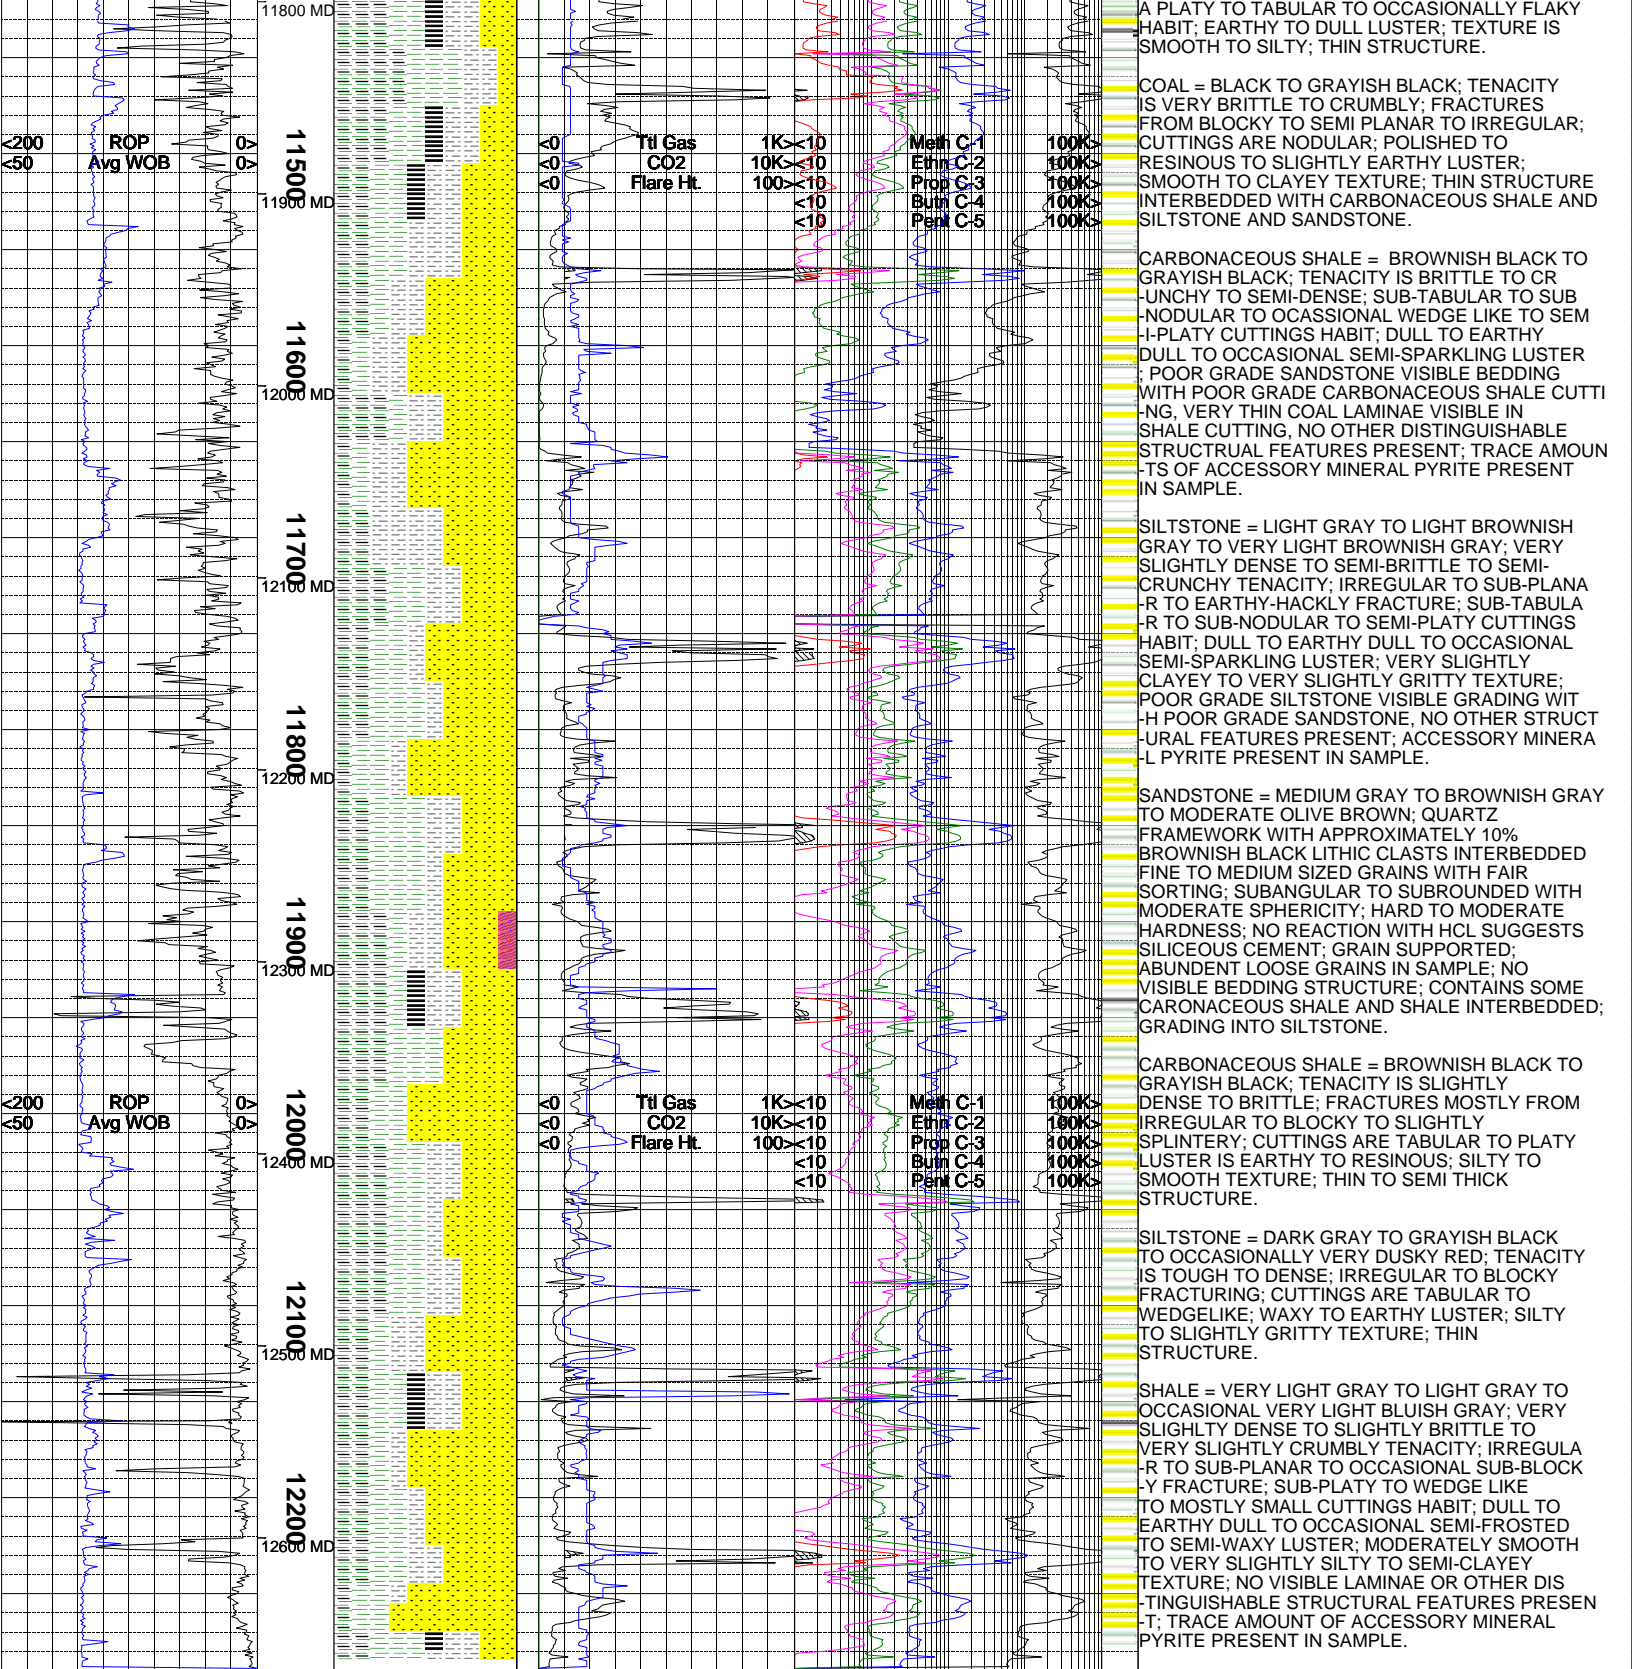 11800 MD
<200 ROP 0>
<50 Avg WOB 0>
11500
11900 MD
11600
12000 MD
11700
12100 MD
11800
12200 MD
11900
12300 MD
<200 ROP 0>
<50 Avg WOB 0>
12000
12400 MD
12100
12500 MD
12200
12600 MD
<0 Ttl Gas 1K>
<0 CO2 10K>
<0 Flare Ht. 100>
<10 Meth C-1 100K>
<10 Ethn C-2 100K>
<10 Prop C-3 100K>
<10 Butn C-4 100K>
<10 Pent C-5 100K>
<0 Ttl Gas 1K>
<0 CO2 10K>
<0 Flare Ht. 100>
<10 Meth C-1 100K>
<10 Ethn C-2 100K>
<10 Prop C-3 100K>
<10 Butn C-4 100K>
<10 Pent C-5 100K>
A PLATY TO TABULAR TO OCCASIONALLY FLAKY
HABIT; EARTHY TO DULL LUSTER; TEXTURE IS
SMOOTH TO SILTY; THIN STRUCTURE.
COAL = BLACK TO GRAYISH BLACK; TENACITY
IS VERY BRITTLE TO CRUMBLY; FRACTURES
FROM BLOCKY TO SEMI PLANAR TO IRREGULAR;
CUTTINGS ARE NODULAR; POLISHED TO
RESINOUS TO SLIGHTLY EARTHY LUSTER;
SMOOTH TO CLAYEY TEXTURE; THIN STRUCTURE
INTERBEDDED WITH CARBONACEOUS SHALE AND
SILTSTONE AND SANDSTONE.
CARBONACEOUS SHALE = BROWNISH BLACK TO
GRAYISH BLACK; TENACITY IS BRITTLE TO CR
-UNCHY TO SEMI-DENSE; SUB-TABULAR TO SUB
-NODULAR TO OCASSIONAL WEDGE LIKE TO SEM
-I-PLATY CUTTINGS HABIT; DULL TO EARTHY
DULL TO OCCASIONAL SEMI-SPARKLING LUSTER
; POOR GRADE SANDSTONE VISIBLE BEDDING
WITH POOR GRADE CARBONACEOUS SHALE CUTTI
-NG, VERY THIN COAL LAMINAE VISIBLE IN
SHALE CUTTING, NO OTHER DISTINGUISHABLE
STRUCTRUAL FEATURES PRESENT; TRACE AMOUN
-TS OF ACCESSORY MINERAL PYRITE PRESENT
IN SAMPLE.
SILTSTONE = LIGHT GRAY TO LIGHT BROWNISH
GRAY TO VERY LIGHT BROWNISH GRAY; VERY
SLIGHTLY DENSE TO SEMI-BRITTLE TO SEMI-
CRUNCHY TENACITY; IRREGULAR TO SUB-PLANA
-R TO EARTHY-HACKLY FRACTURE; SUB-TABULA
-R TO SUB-NODULAR TO SEMI-PLATY CUTTINGS
HABIT; DULL TO EARTHY DULL TO OCCASIONAL
SEMI-SPARKLING LUSTER; VERY SLIGHTLY
CLAYEY TO VERY SLIGHTLY GRITTY TEXTURE;
POOR GRADE SILTSTONE VISIBLE GRADING WIT
-H POOR GRADE SANDSTONE, NO OTHER STRUCT
-URAL FEATURES PRESENT; ACCESSORY MINERA
-L PYRITE PRESENT IN SAMPLE.
SANDSTONE = MEDIUM GRAY TO BROWNISH GRAY
TO MODERATE OLIVE BROWN; QUARTZ
FRAMEWORK WITH APPROXIMATELY 10%
BROWNISH BLACK LITHIC CLASTS INTERBEDDED
FINE TO MEDIUM SIZED GRAINS WITH FAIR
SORTING; SUBANGULAR TO SUBROUNDED WITH
MODERATE SPHERICITY; HARD TO MODERATE
HARDNESS; NO REACTION WITH HCL SUGGESTS
SILICEOUS CEMENT; GRAIN SUPPORTED;
ABUNDENT LOOSE GRAINS IN SAMPLE; NO
VISIBLE BEDDING STRUCTURE; CONTAINS SOME
CARONACEOUS SHALE AND SHALE INTERBEDDED;
GRADING INTO SILTSTONE.
CARBONACEOUS SHALE = BROWNISH BLACK TO
GRAYISH BLACK; TENACITY IS SLIGHTLY
DENSE TO BRITTLE; FRACTURES MOSTLY FROM
IRREGULAR TO BLOCKY TO SLIGHTLY
SPLINTERY; CUTTINGS ARE TABULAR TO PLATY
LUSTER IS EARTHY TO RESINOUS; SILTY TO
SMOOTH TEXTURE; THIN TO SEMI THICK
STRUCTURE.
SILTSTONE = DARK GRAY TO GRAYISH BLACK
TO OCCASIONALLY VERY DUSKY RED; TENACITY
IS TOUGH TO DENSE; IRREGULAR TO BLOCKY
FRACTURING; CUTTINGS ARE TABULAR TO
WEDGELIKE; WAXY TO EARTHY LUSTER; SILTY
TO SLIGHTLY GRITTY TEXTURE; THIN
STRUCTURE.
SHALE = VERY LIGHT GRAY TO LIGHT GRAY TO
OCCASIONAL VERY LIGHT BLUISH GRAY; VERY
SLIGHLTY DENSE TO SLIGHTLY BRITTLE TO
VERY SLIGHTLY CRUMBLY TENACITY; IRREGULA
-R TO SUB-PLANAR TO OCCASIONAL SUB-BLOCK
-Y FRACTURE; SUB-PLATY TO WEDGE LIKE
TO MOSTLY SMALL CUTTINGS HABIT; DULL TO
EARTHY DULL TO OCCASIONAL SEMI-FROSTED
TO SEMI-WAXY LUSTER; MODERATELY SMOOTH
TO VERY SLIGHTLY SILTY TO SEMI-CLAYEY
TEXTURE; NO VISIBLE LAMINAE OR OTHER DIS
-TINGUISHABLE STRUCTURAL FEATURES PRESEN
-T; TRACE AMOUNT OF ACCESSORY MINERAL
PYRITE PRESENT IN SAMPLE.